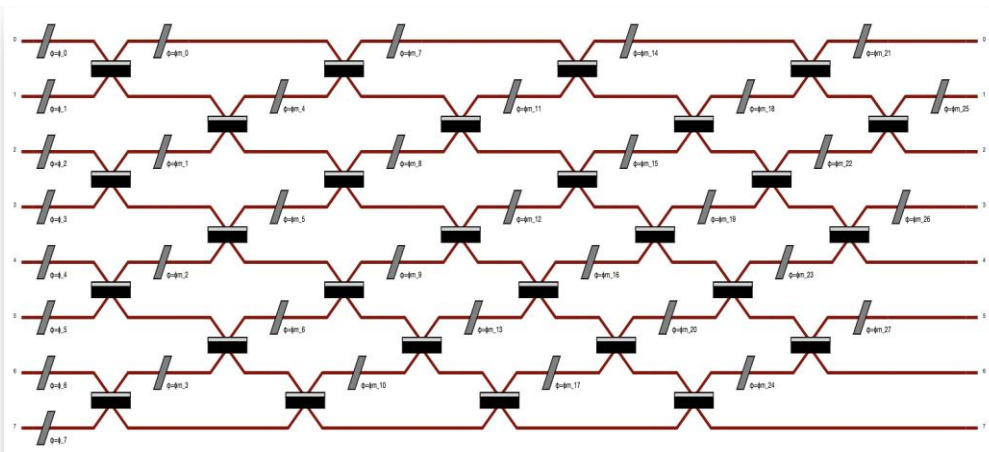 0 0
φ=ϕ_0 φ=ϕm_0 φ=ϕm_7 φ=ϕm_14 φ=ϕm_21
1 1
φ=ϕ_1 φ=ϕm_4 φ=ϕm_11 φ=ϕm_18 φ=ϕm_25
2 2
φ=ϕ_2 φ=ϕm_1 φ=ϕm_8 φ=ϕm_15 φ=ϕm_22
3 3
φ=ϕ_3 φ=ϕm_5 φ=ϕm_12 φ=ϕm_19 φ=ϕm_26
4 4
φ=ϕ_4 φ=ϕm_2 φ=ϕm_9 φ=ϕm_16 φ=ϕm_23
5 5
φ=ϕ_5 φ=ϕm_6 φ=ϕm_13 φ=ϕm_20 φ=ϕm_27
6 6
φ=ϕ_6 φ=ϕm_3 φ=ϕm_10 φ=ϕm_17 φ=ϕm_24
7 7
φ=ϕ_7